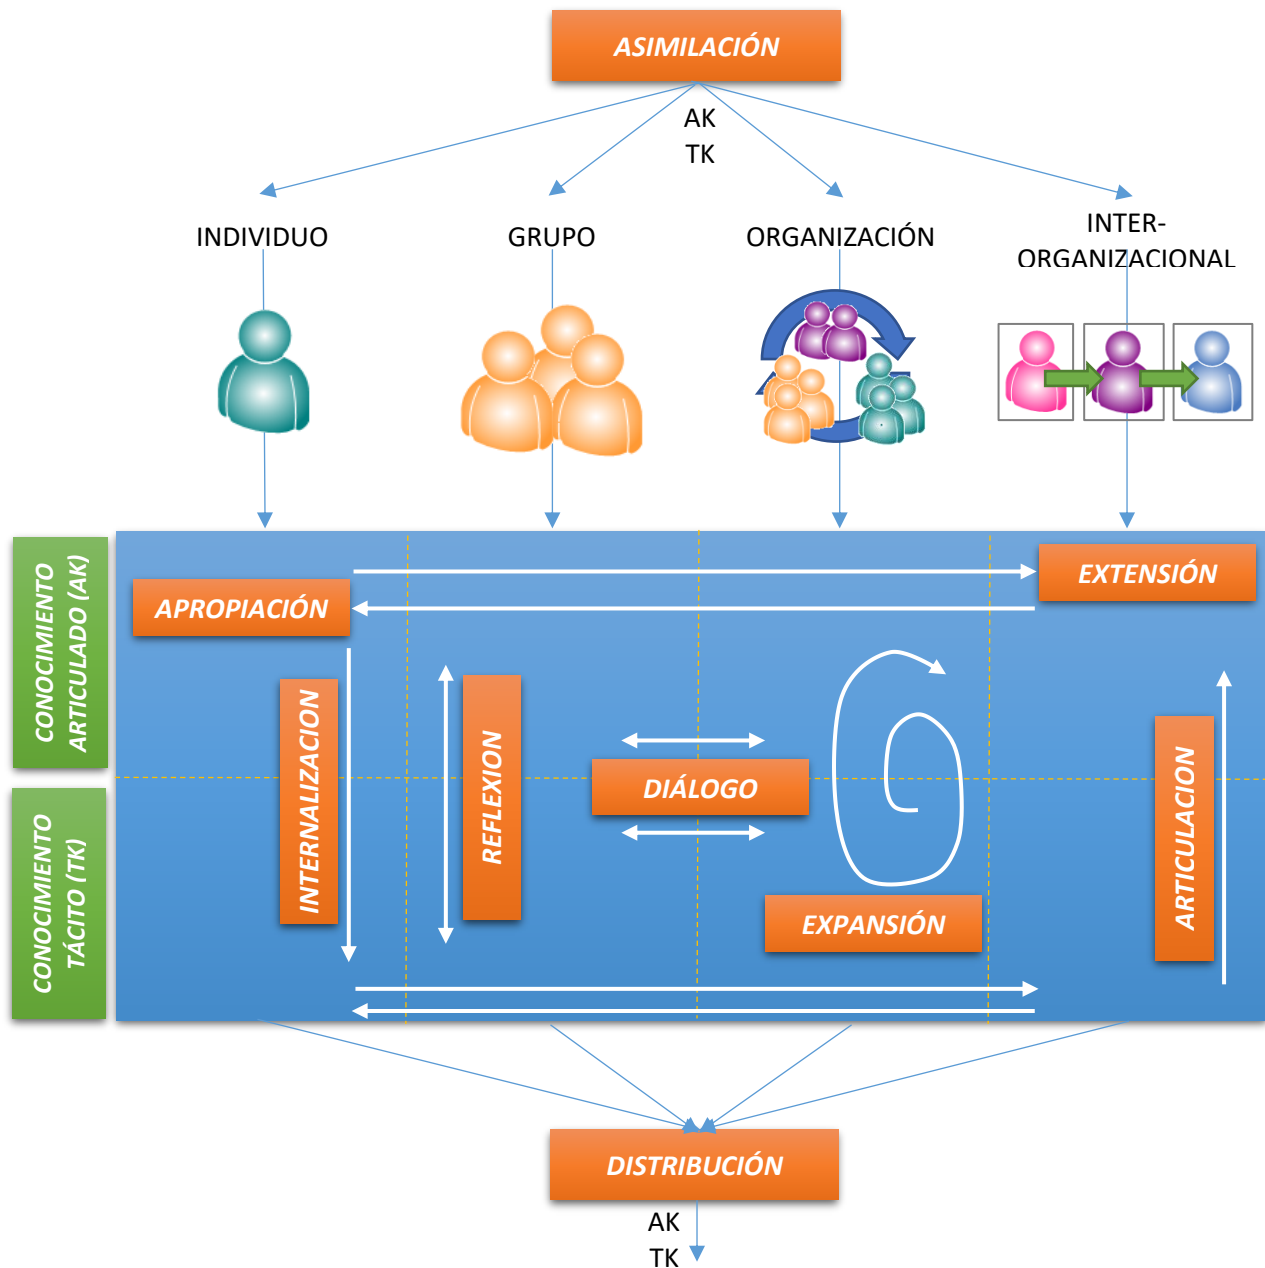 ASIMILACIÓN
AK
TK
INDIVIDUO
GRUPO
ORGANIZACIÓN
INTER-
ORGANIZACIONAL
CONOCIMIENTO
ARTICULADO (AK)
APROPIACIÓN
EXTENSIÓN
INTERNALIZACION
REFLEXION
DIÁLOGO
EXPANSIÓN
ARTICULACION
CONOCIMIENTO
TÁCITO (TK)
DISTRIBUCIÓN
AK
TK